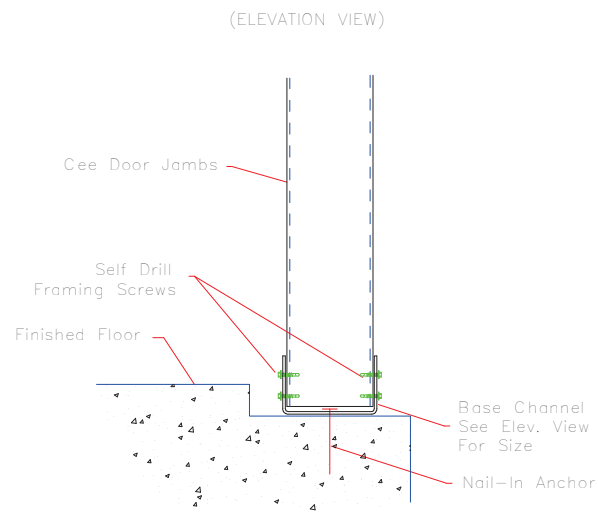 (ELEVATION VIEW)
Cee Door Jambs
Self Drill
Framing Screws
Finished Floor
Base Channel
See Elev. View
For Size
Nail-In Anchor